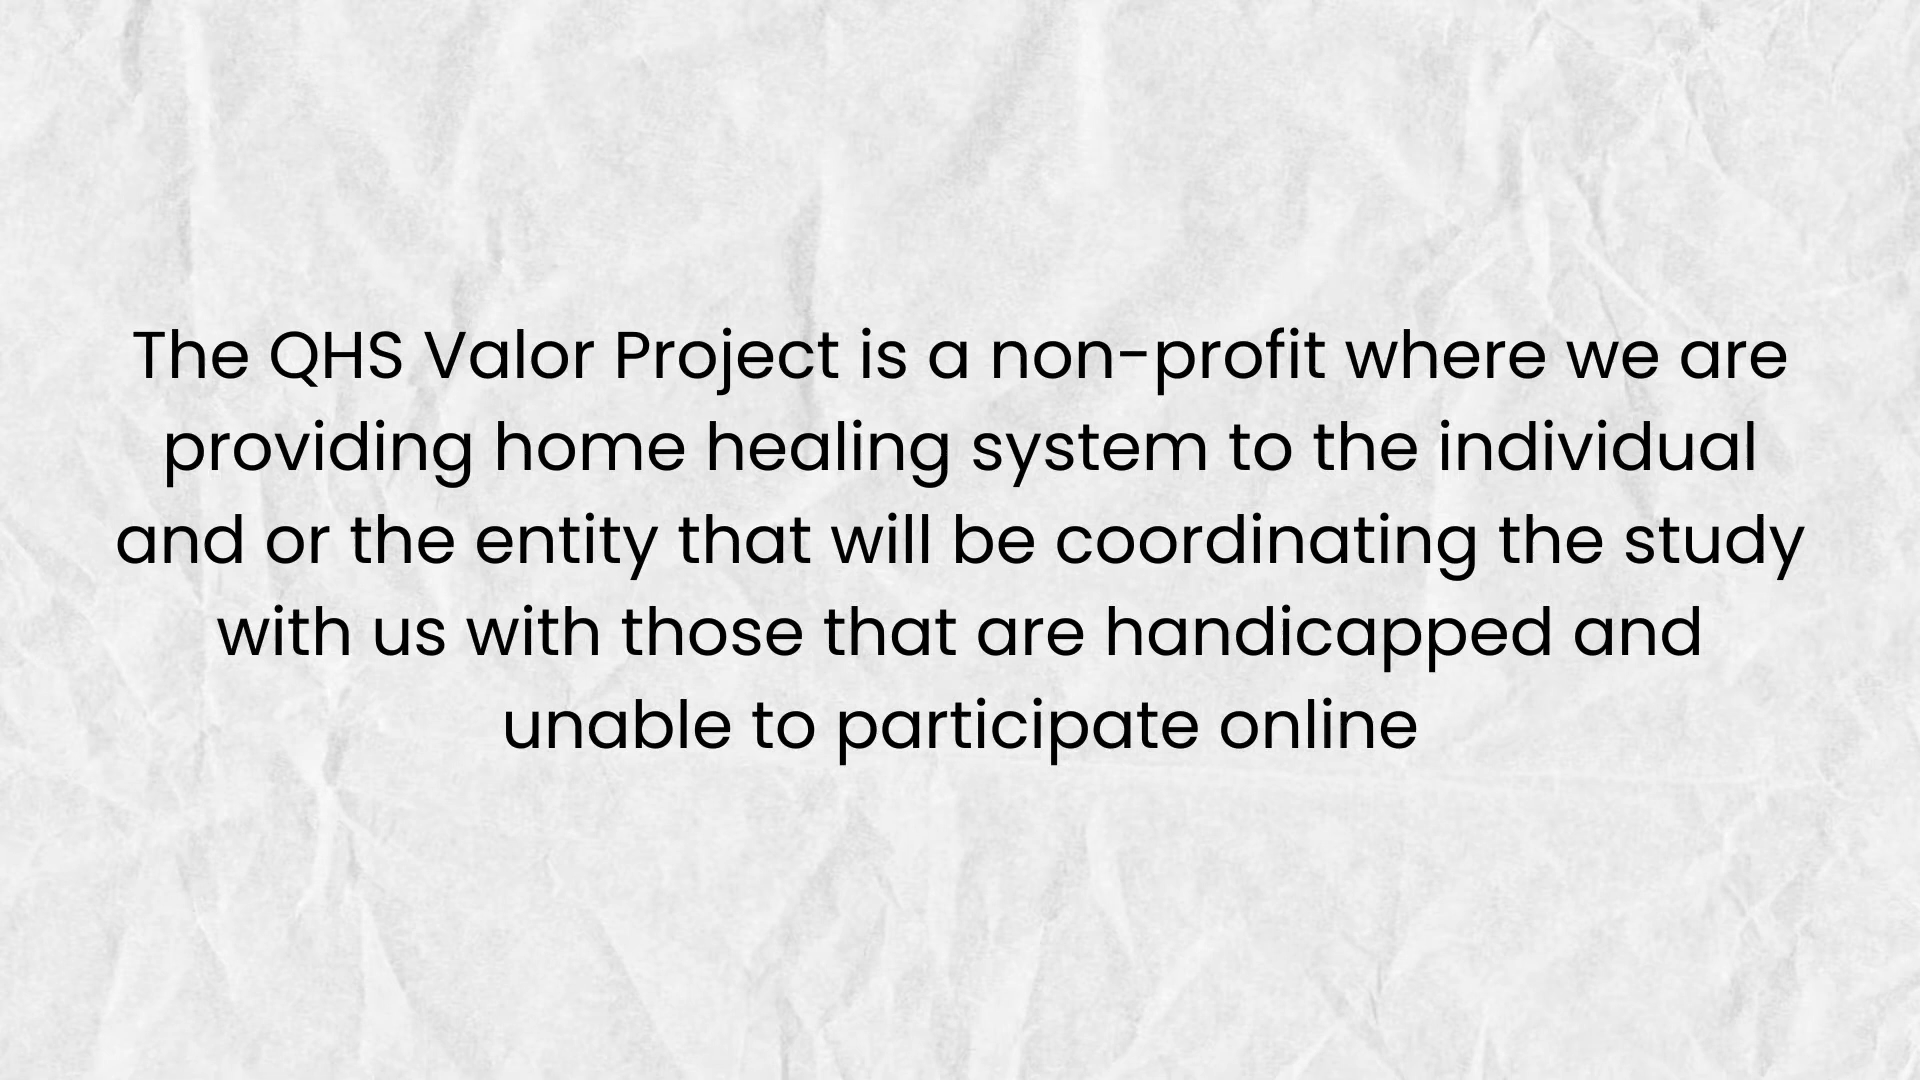 The QHS Valor Project is a non-profit where we are
providing home healing system to the individual
and or the entity that will be coordinating the study
with us with those that are handicapped and
unable to participate online